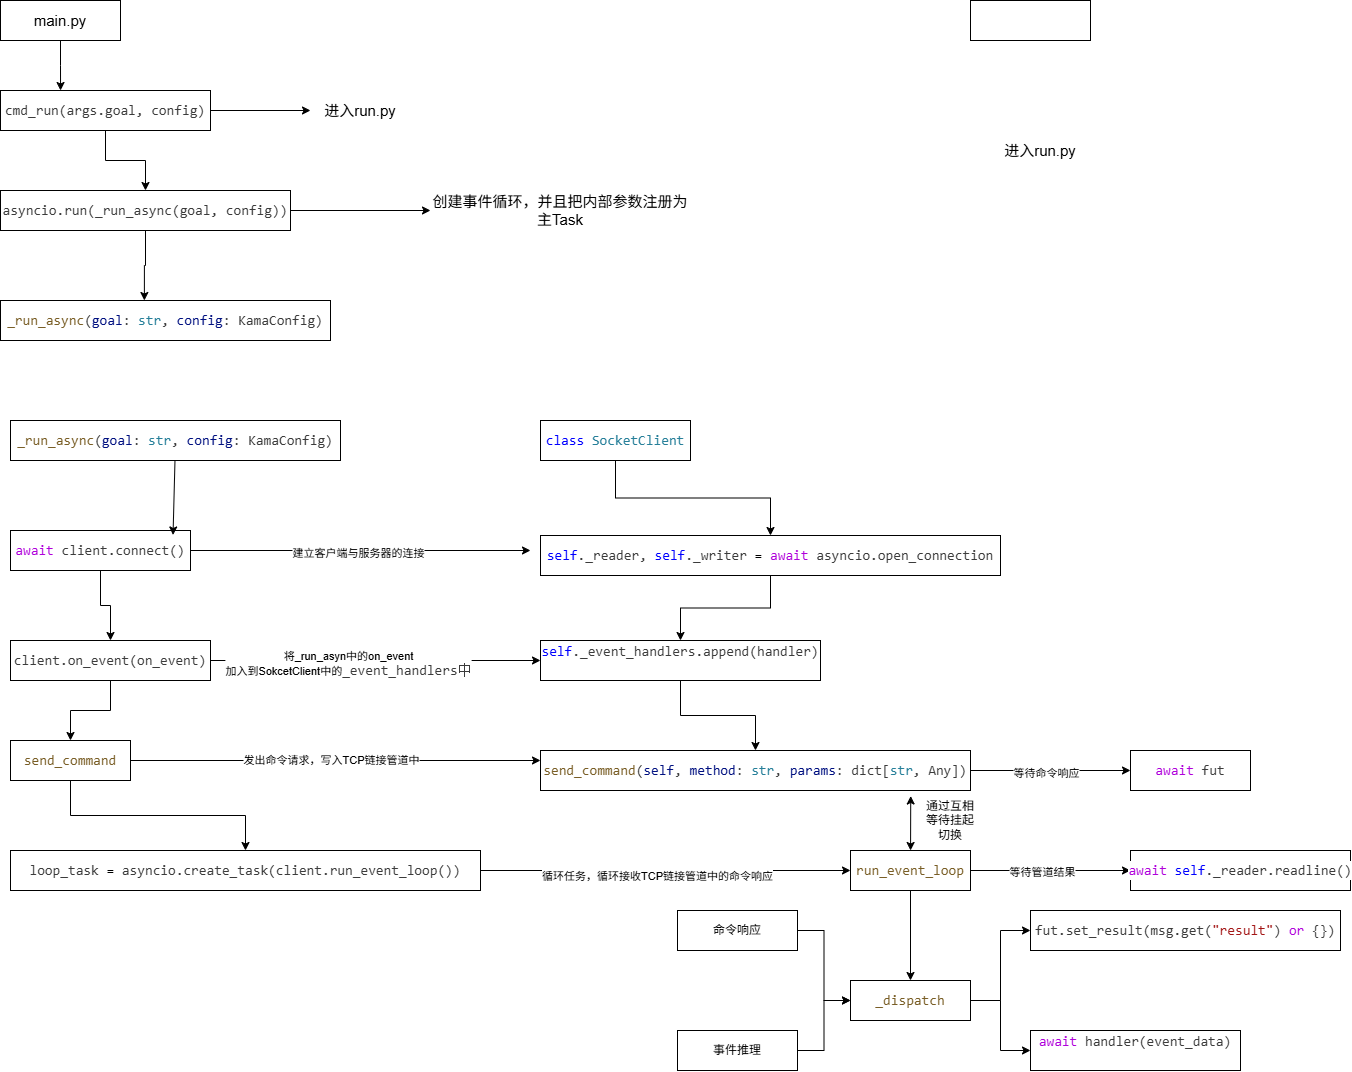 main.py
cmd_run(args.goal, config)
进入run.py
进入run.py
asyncio.run(_run_async(goal, config))
创建事件循环，并且把内部参数注册为
主Task
_run_async(goal: str, config: KamaConfig)
_run_async(goal: str, config: KamaConfig)
class SocketClient
await client.connect()
建立客户端与服务器的连接
self._reader, self._writer = await asyncio.open_connection
client.on_event(on_event)
将_run_asyn中的on_event
加入到SokcetClient中的_event_handlers中
self._event_handlers.append(handler)
send_command
发出命令请求，写入TCP链接管道中
send_command(self, method: str, params: dict[str, Any])
等待命令响应
await fut
通过互相
等待挂起
切换
loop_task = asyncio.create_task(client.run_event_loop())
循环任务，循环接收TCP链接管道中的命令响应
run_event_loop
等待管道结果
await self._reader.readline()
命令响应
fut.set_result(msg.get("result") or {})
_dispatch
事件推理
await handler(event_data)